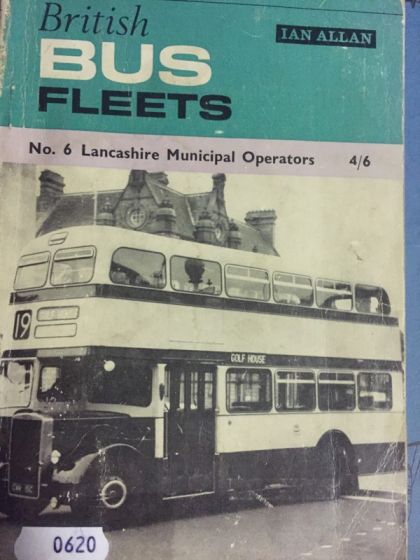 British
IAN ALLAN
BUS
FLEETS
No. 6 Lancashire Municipal Operators 4/6
19
GOLF HOUSE
0620